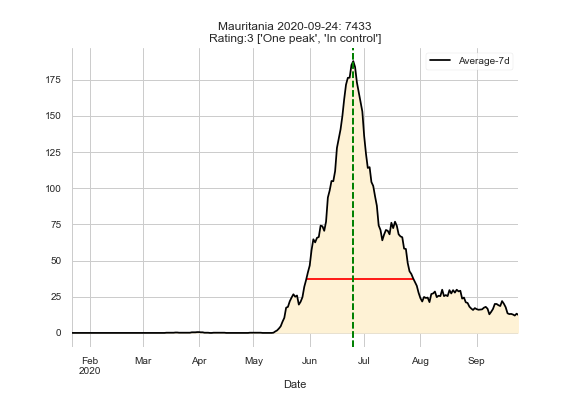 Mauritania 2020-09-24: 7433
Rating:3 ['One peak', 'In control']
Average-7d
175
150
125
100
75
50
25
0
Feb Mar Apr May Jun Jul Aug Sep
2020
Date